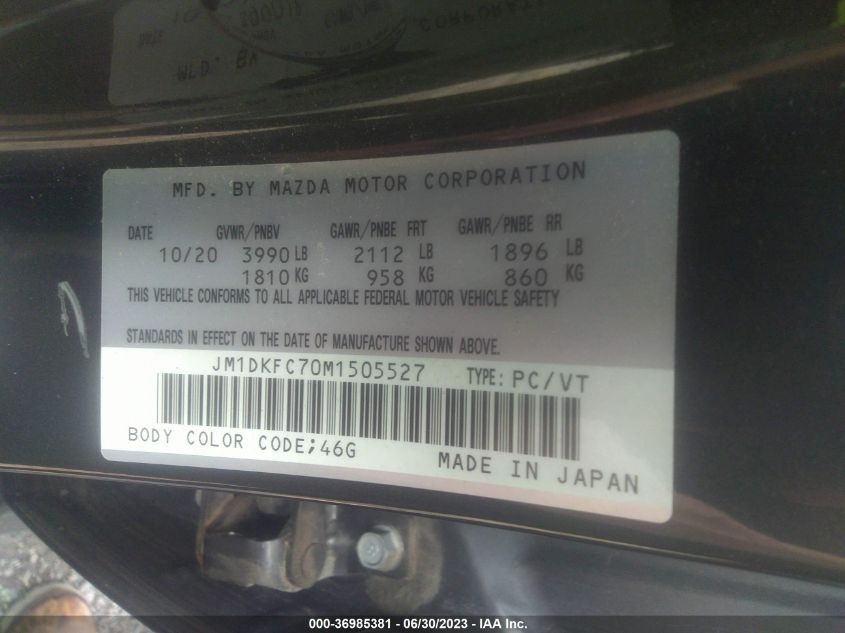 MFD. BY MAZDA MOTOR CORPORATION
DATE GVWR/PNBV GAWR/PNBE FRT GAWR/PNBE RR
10/20 3990 LB 2112 LB 1896 LB
1810 KG 958 KG 860 KG
THIS VEHICLE CONFORMS TO ALL APPLICABLE FEDERAL MOTOR VEHICLE SAFETY
STANDARDS IN EFFECT ON THE DATE OF MANUFACTURE SHOWN ABOVE.
JM1DKFC70M1505527 TYPE: PC/VT
BODY COLOR CODE;46G
MADE IN JAPAN
000-36985381 - 06/30/2023 - IAA Inc.